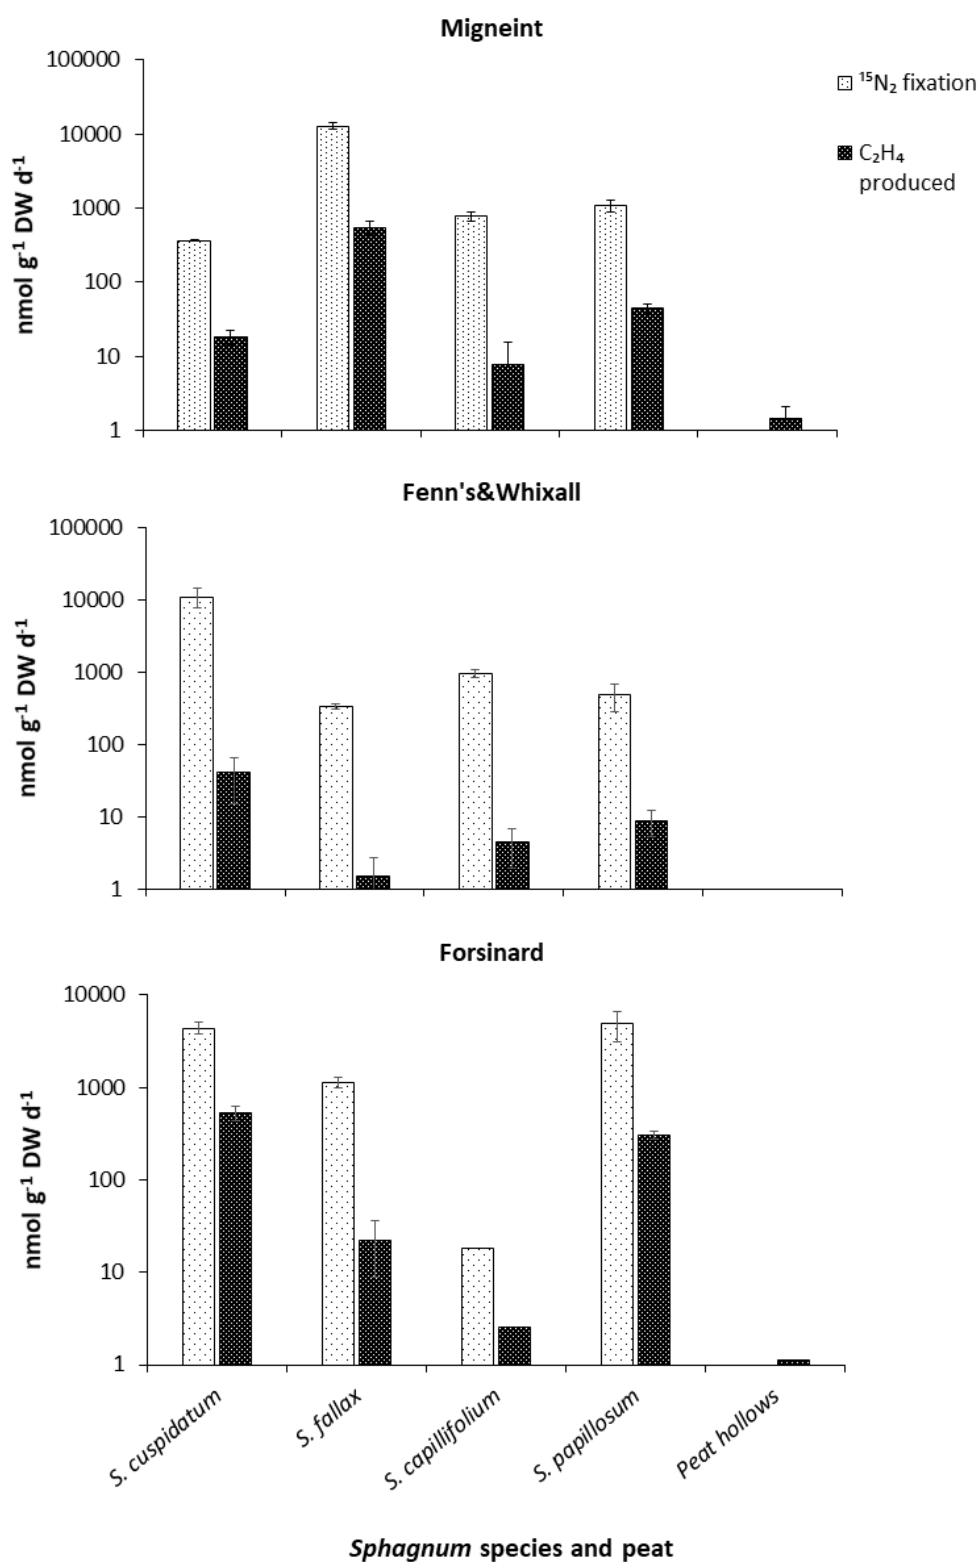 Migneint
100000
10000
1000
100
10
1
nmol g⁻¹ DW d⁻¹
¹⁵N₂ fixation
C₂H₄
produced
Fenn's&Whixall
100000
10000
1000
100
10
1
nmol g⁻¹ DW d⁻¹
Forsinard
10000
1000
100
10
1
nmol g⁻¹ DW d⁻¹
S. cuspidatum
S. fallax
S. capillifolium
S. papillosum
Peat hollows
Sphagnum species and peat